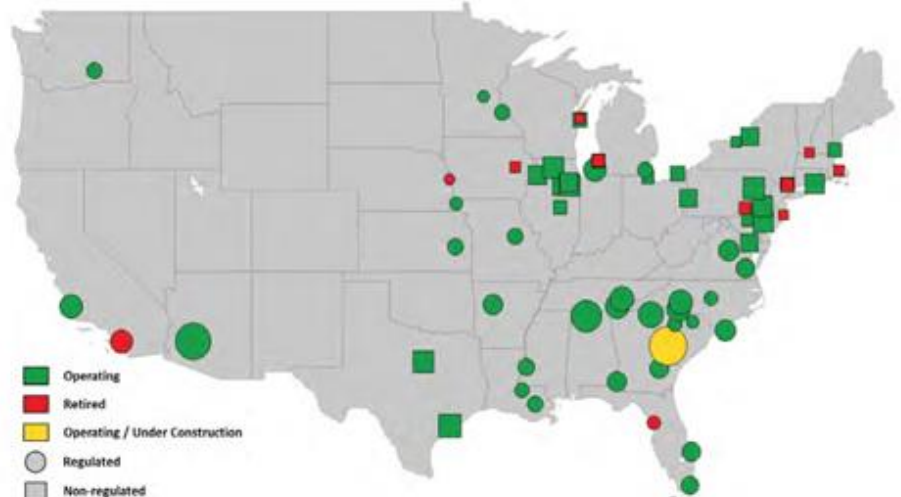 Operating
Retired
Operating / Under Construction
Regulated
Non-regulated